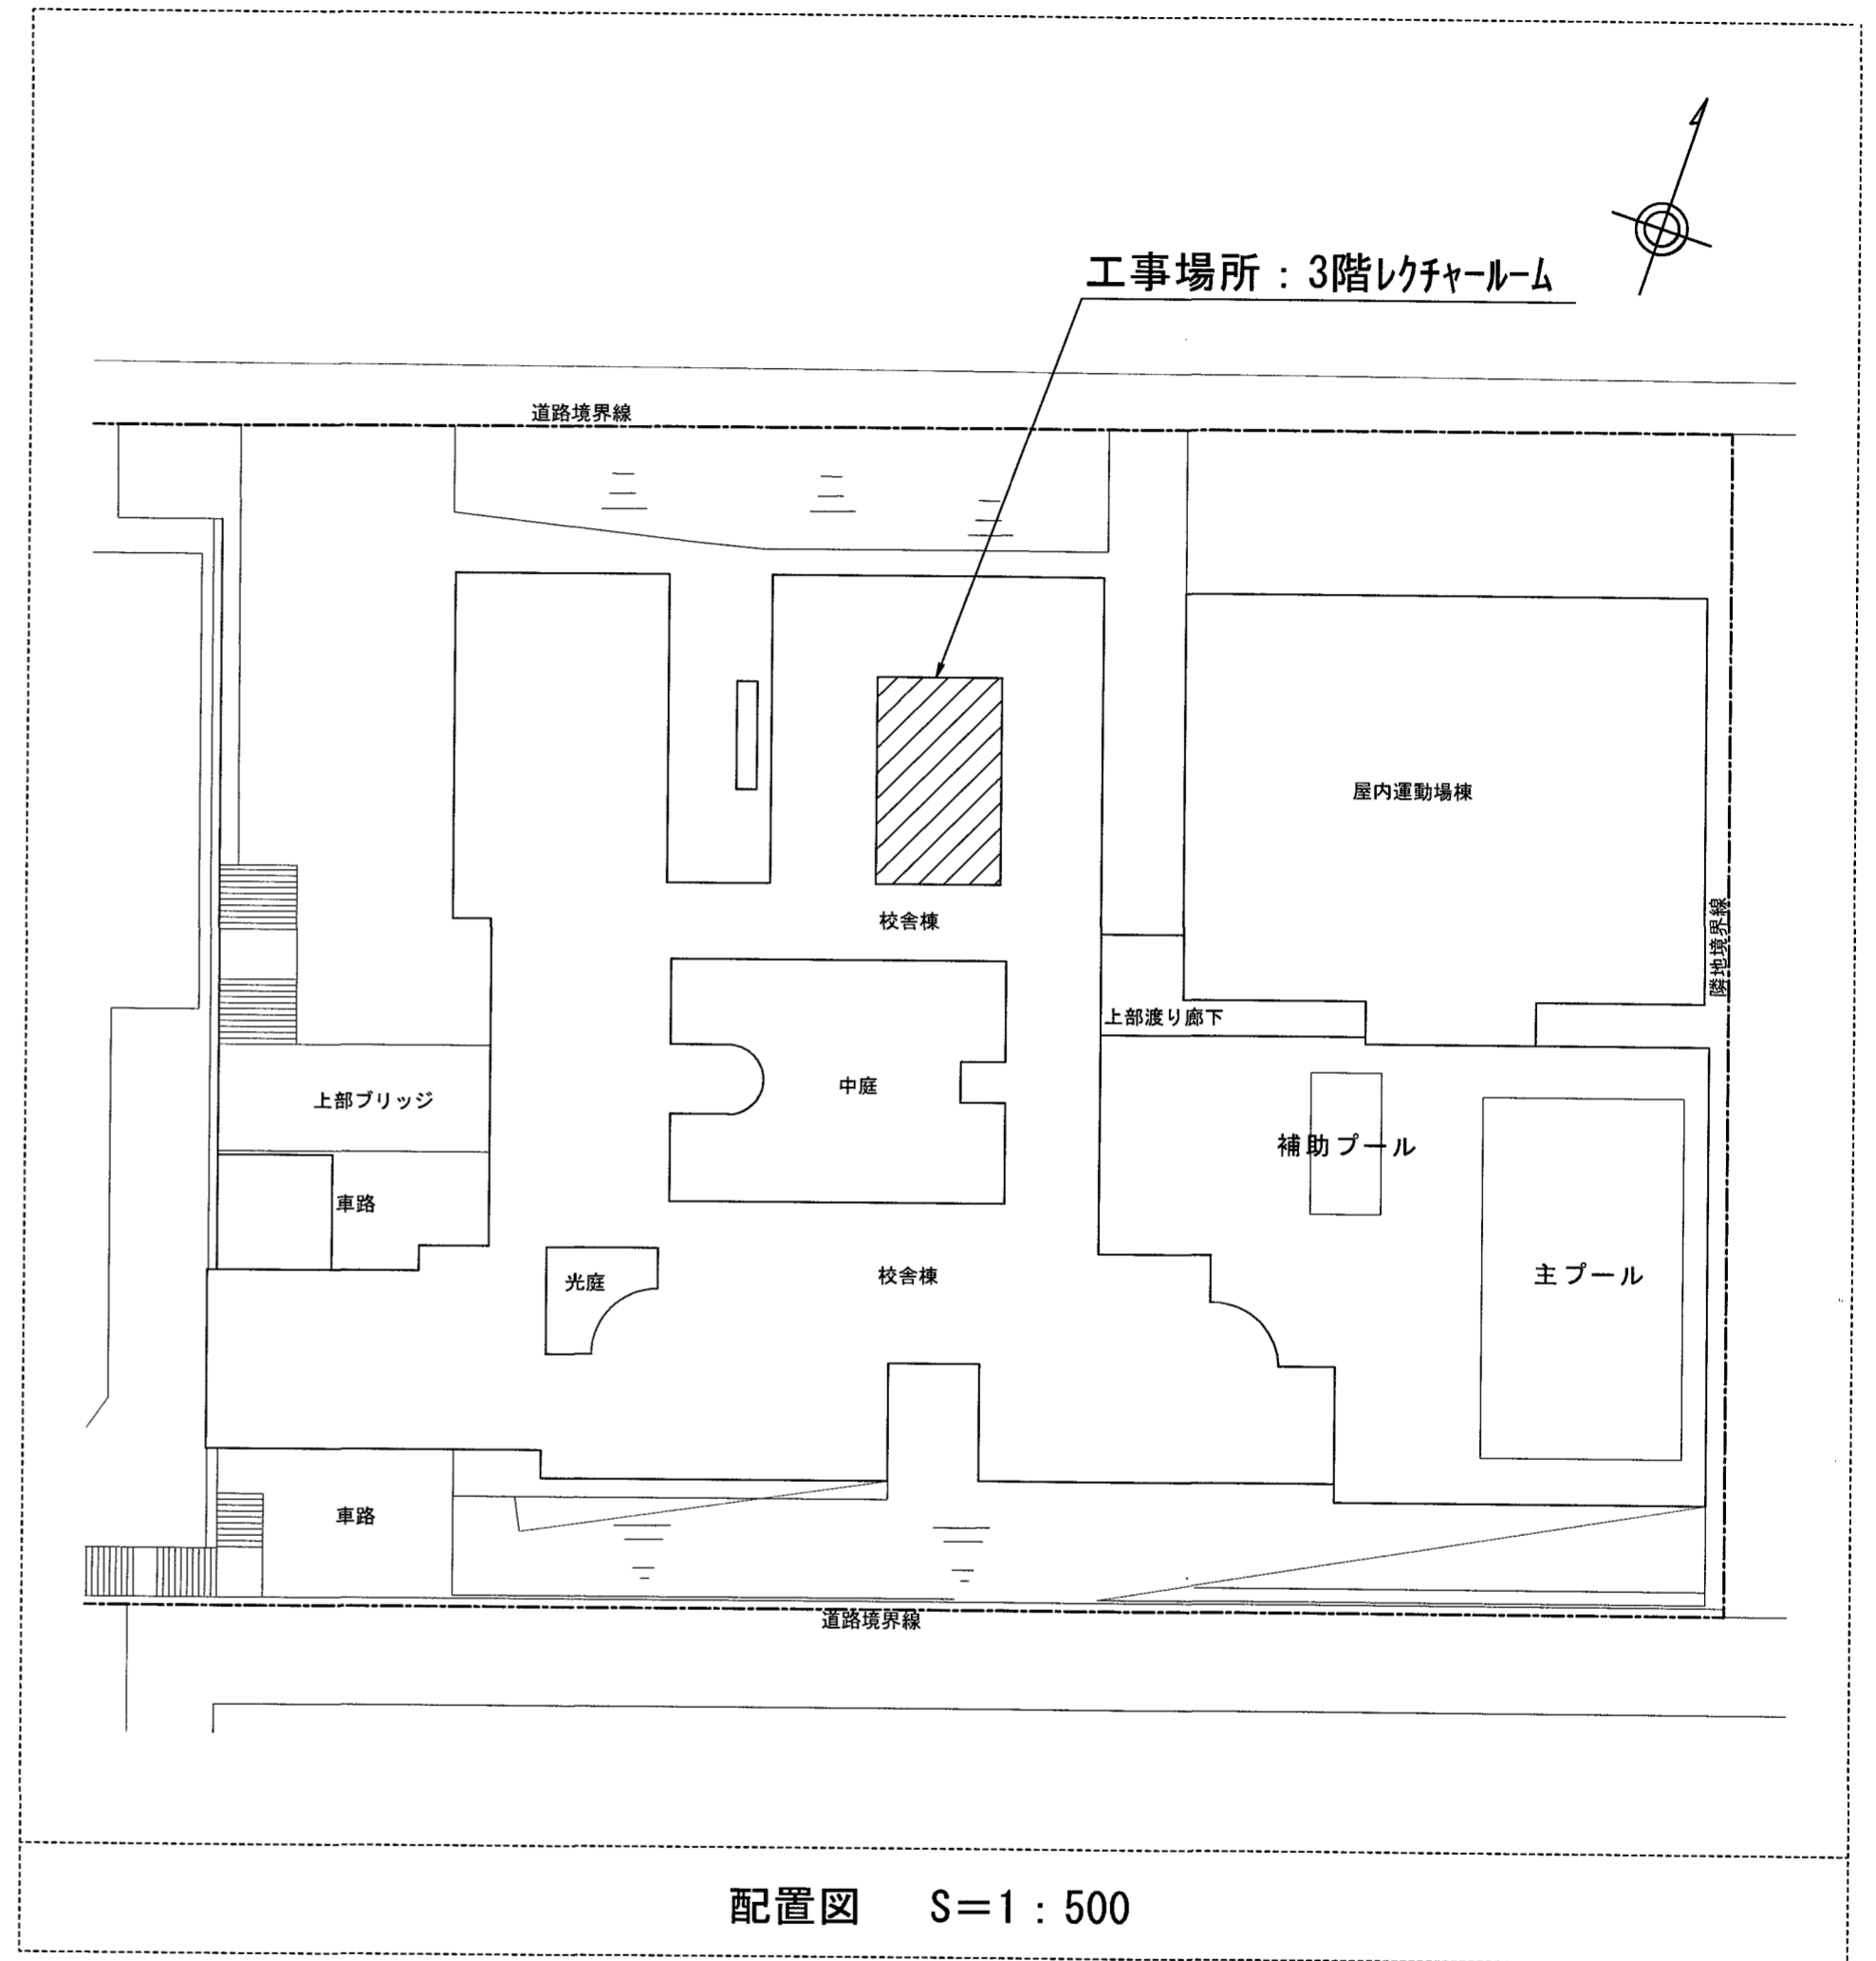 工事場所：3階レクチャールーム
道路境界線
屋内運動場棟
校舎棟
隣地境界線
上部渡り廊下
中庭
上部ブリッジ
補助プール
車路
校舎棟
光庭
主プール
車路
道路境界線
配置図 S=1：500